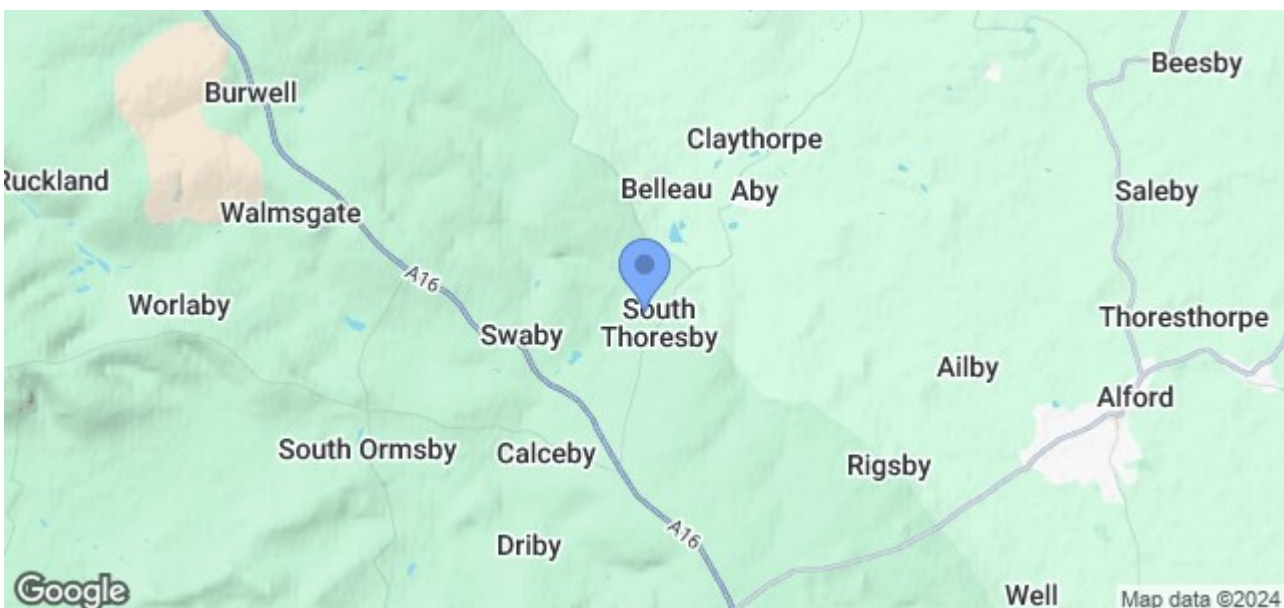 Beesby
Burwell
Claythorpe
Ruckland
Belleau
Aby
Saleby
Walmsgate
A16
Worlaby
South
Thoresby
Thoresthorpe
Swaby
Ailby
Alford
South Ormsby
Calceby
Rigsby
A16
Driby
Google
Well
Map data ©2024